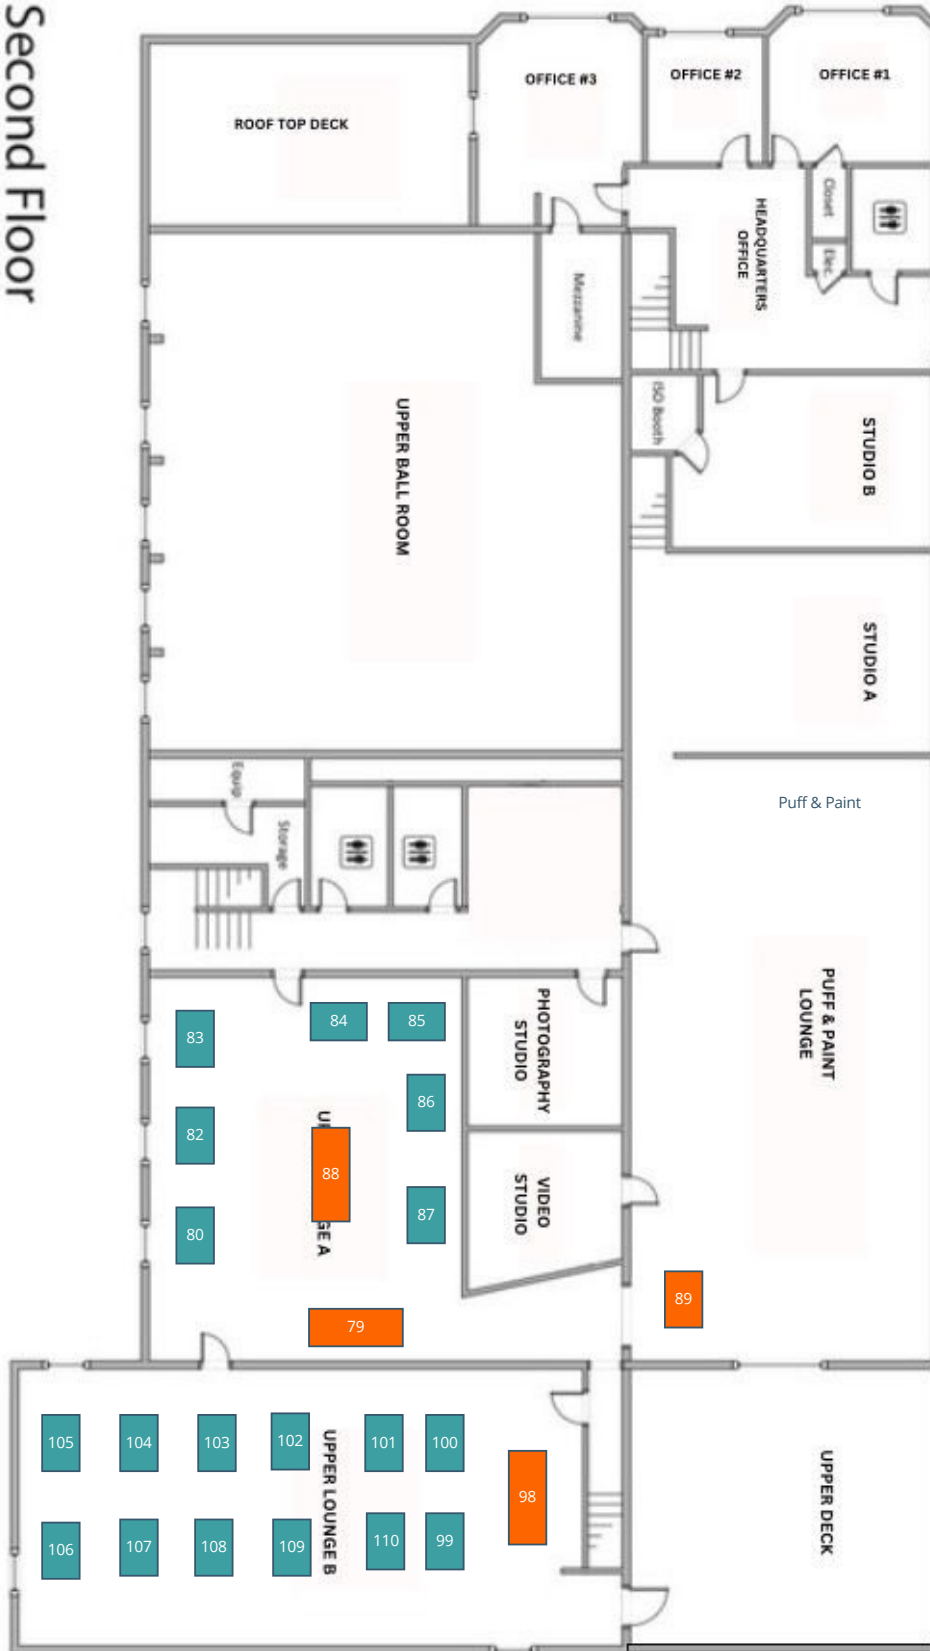 Second Floor
OFFICE #3
OFFICE #2
OFFICE #1
ROOF TOP DECK
Closet
Elec.
HEADQUARTERS
OFFICE
Mezzanine
ISO Booth
STUDIO B
UPPER BALL ROOM
STUDIO A
Equip
Storage
Puff & Paint
PUFF & PAINT
LOUNGE
PHOTOGRAPHY
STUDIO
VIDEO
STUDIO
83
84
85
86
82
88
87
80
79
89
GE A
105
104
103
102
101
100
98
UPPER LOUNGE B
106
107
108
109
110
99
UPPER DECK